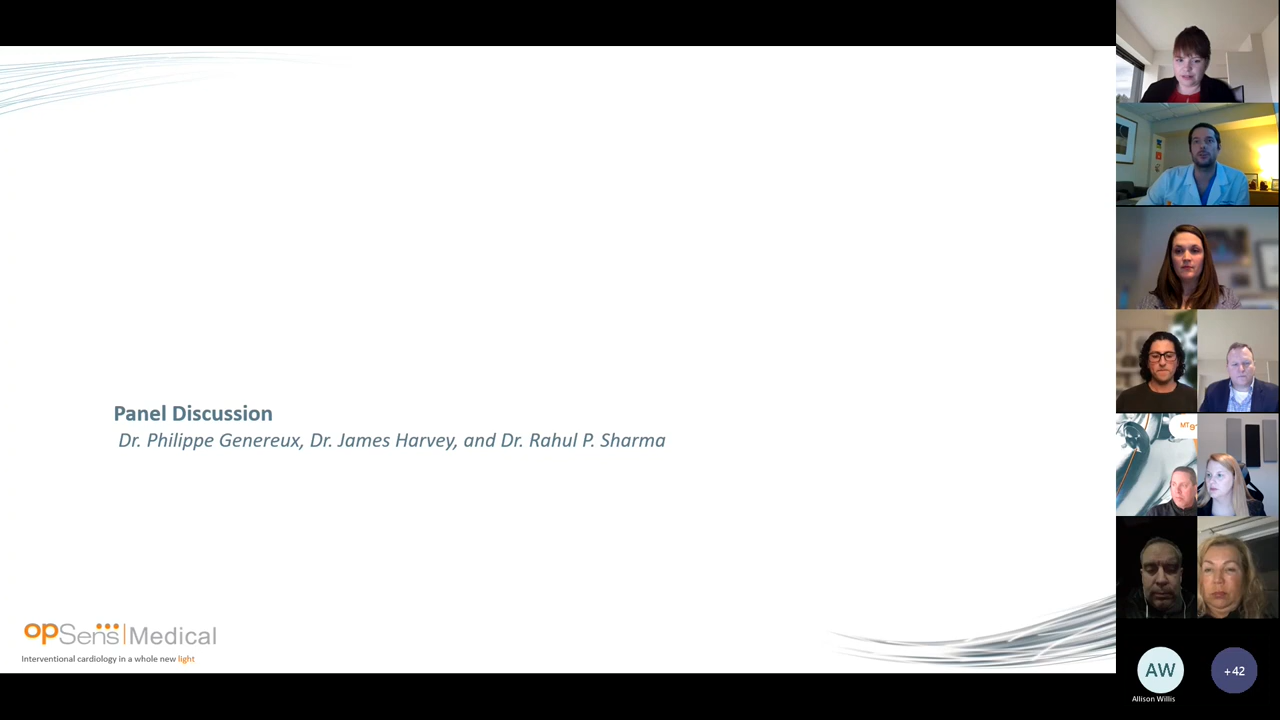 Panel Discussion
Dr. Philippe Genereux, Dr. James Harvey, and Dr. Rahul P. Sharma
opSens|Medical
Interventional cardiology in a whole new light
AW
+42
Allison Willis